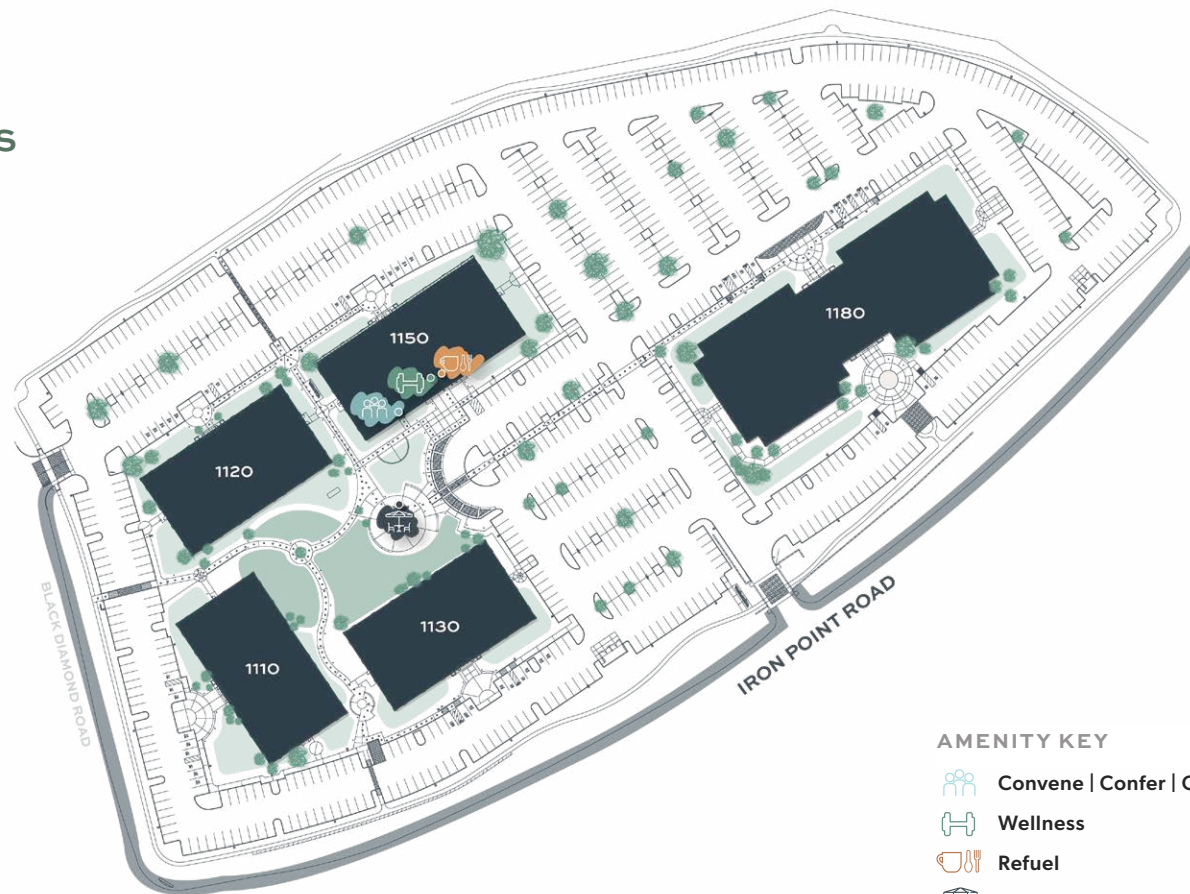 S
1150
1180
1120
1130
1110
BLACK DIAMOND ROAD
IRON POINT ROAD
AMENITY KEY
Convene | Confer | C
Wellness
Refuel